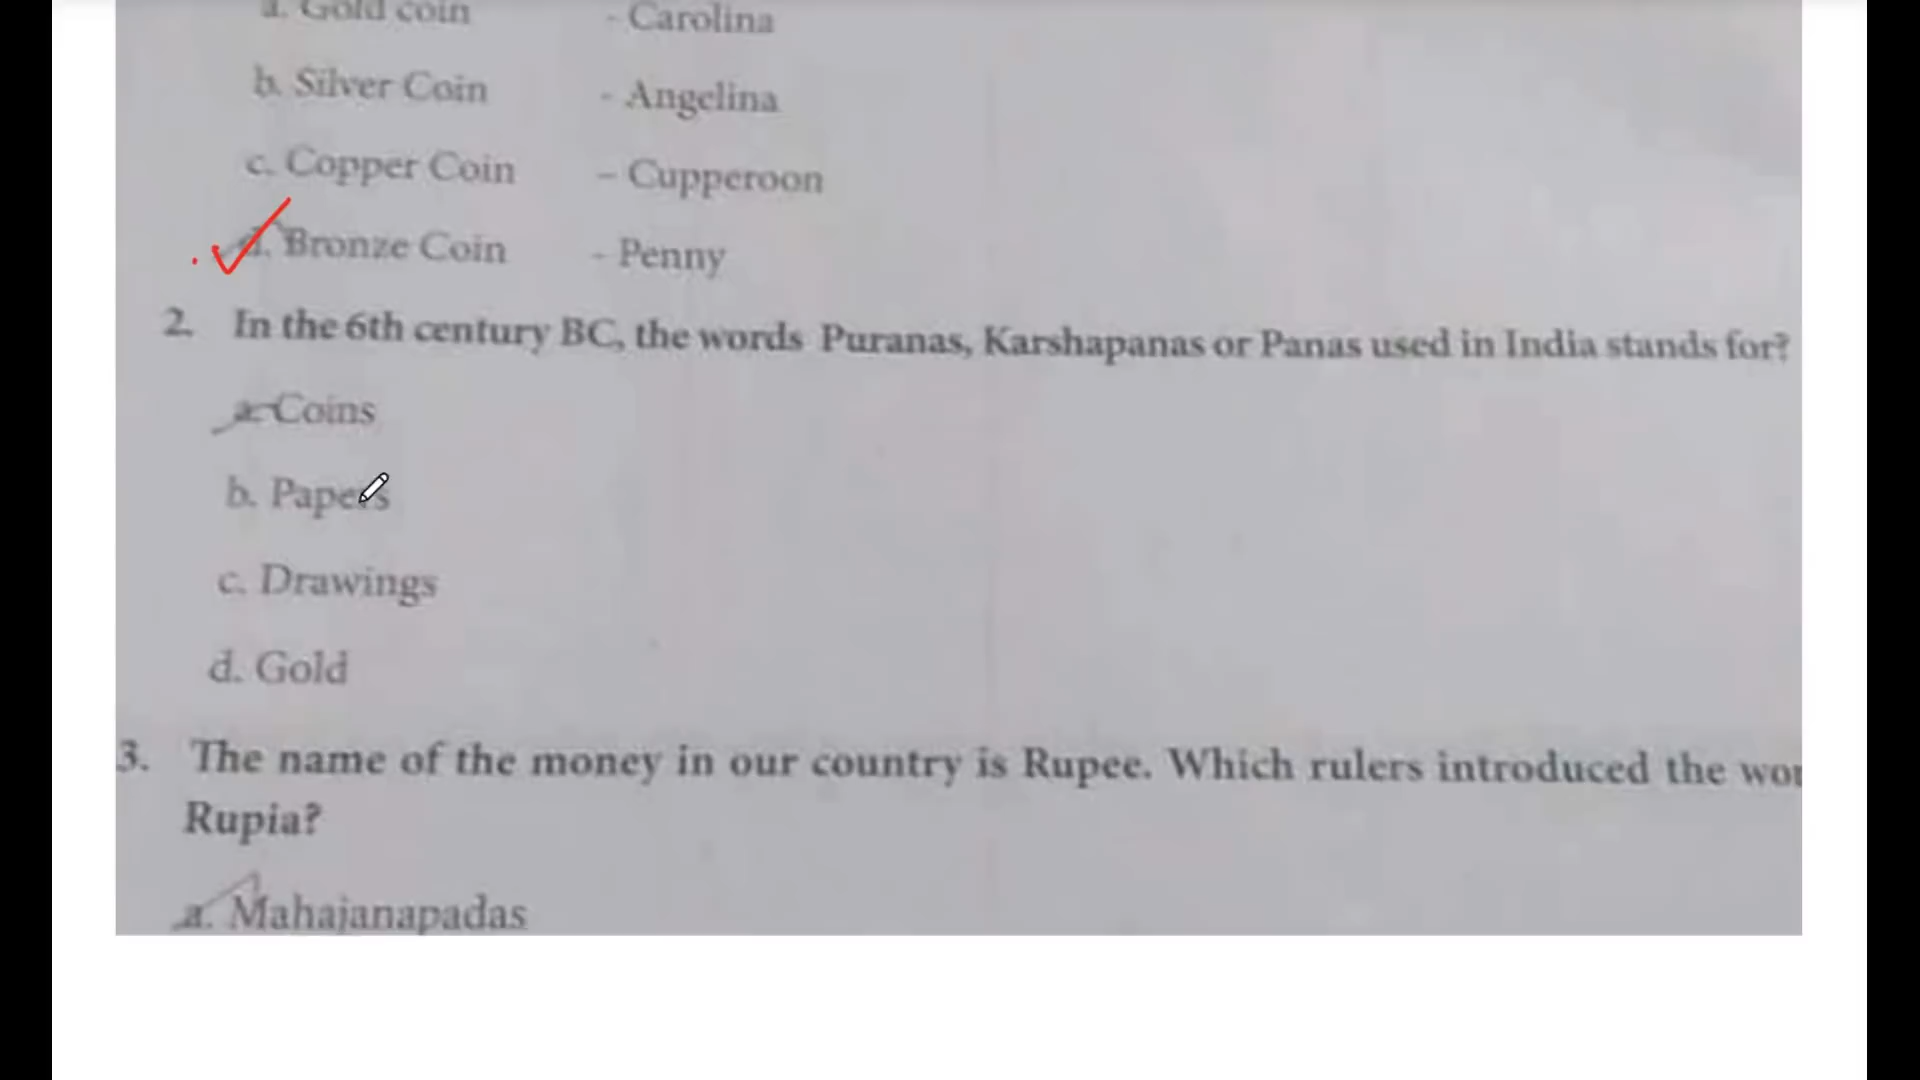 a. Gold coin - Carolina
b. Silver Coin - Angelina
c. Copper Coin – Cupperoon
d. Bronze Coin - Penny
2. In the 6th century BC, the words Puranas, Karshapanas or Panas used in India stands for?
a. Coins
b. Papers
c. Drawings
d. Gold
3. The name of the money in our country is Rupee. Which rulers introduced the wor
Rupia?
a. Mahajanapadas